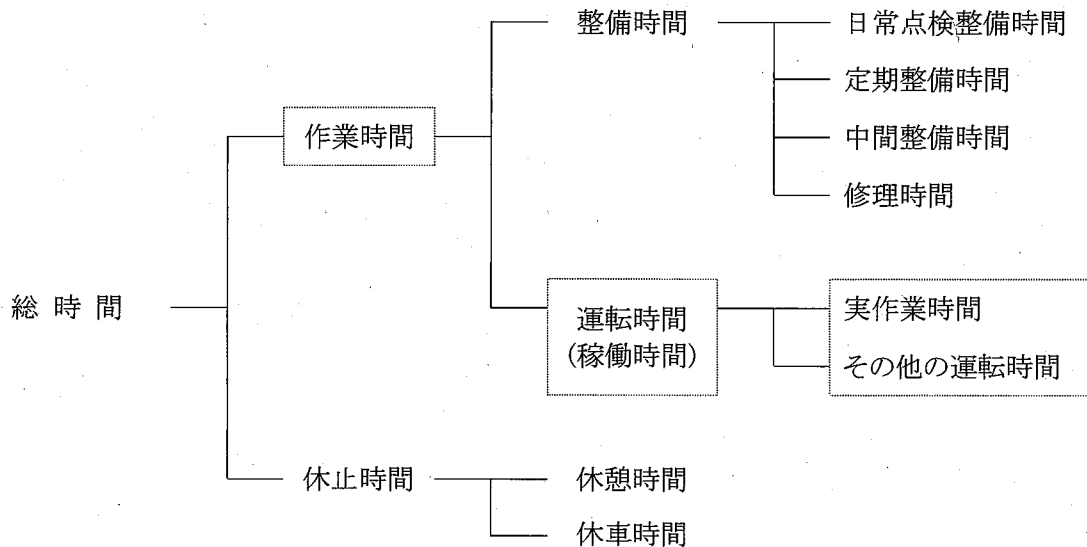 整備時間
日常点検整備時間
定期整備時間
作業時間
中間整備時間
修理時間
総時間
運転時間
(稼働時間)
実作業時間
その他の運転時間
休止時間
休憩時間
休車時間